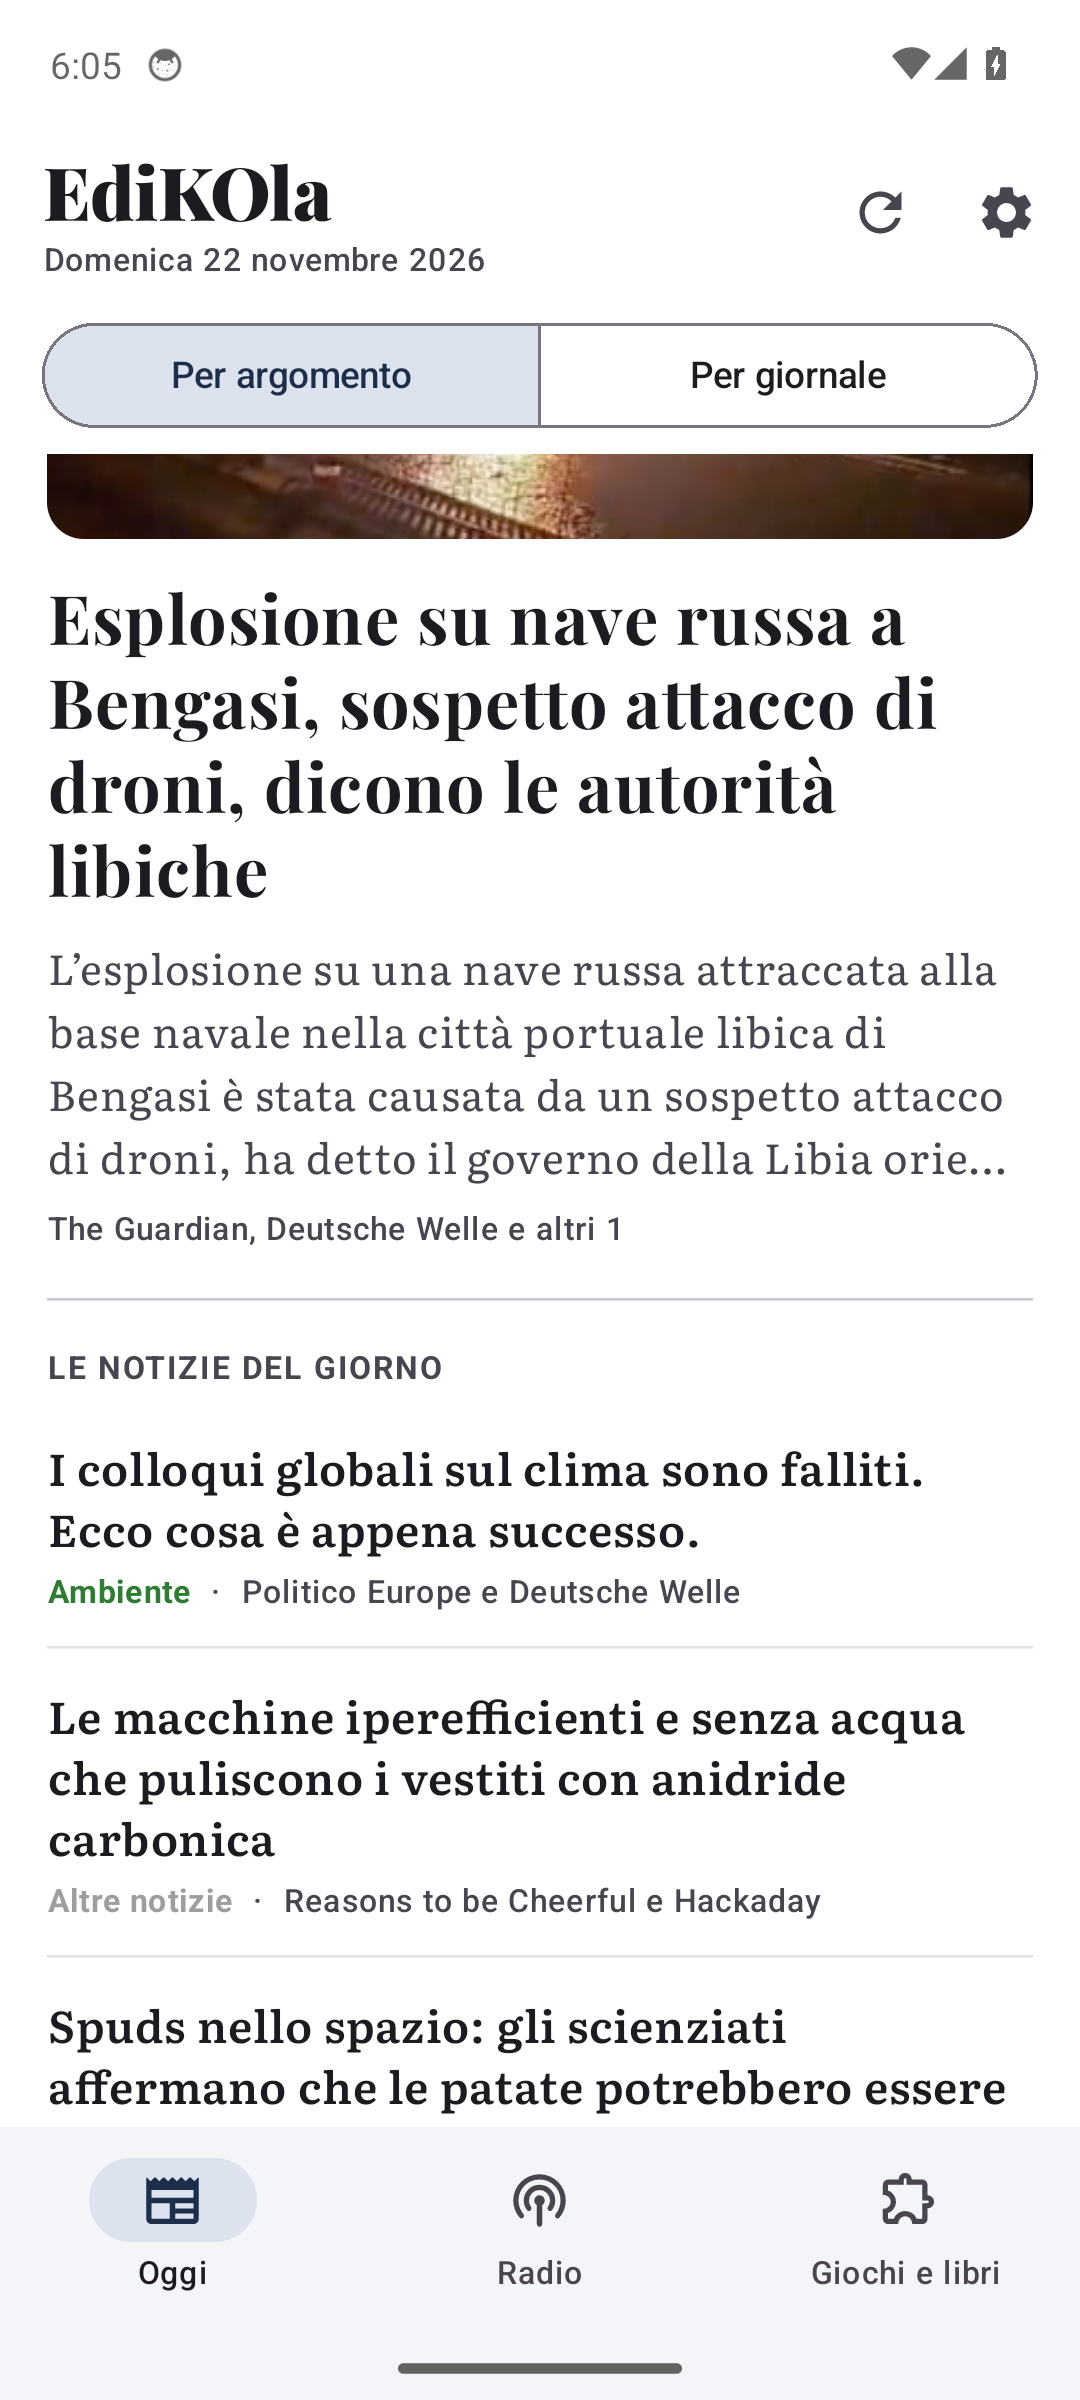 6:05
EdiKOla
Domenica 22 novembre 2026
Per argomento
Per giornale
Esplosione su nave russa a
Bengasi, sospetto attacco di
droni, dicono le autorità
libiche
L’esplosione su una nave russa attraccata alla
base navale nella città portuale libica di
Bengasi è stata causata da un sospetto attacco
di droni, ha detto il governo della Libia orie...
The Guardian, Deutsche Welle e altri 1
LE NOTIZIE DEL GIORNO
I colloqui globali sul clima sono falliti.
Ecco cosa è appena successo.
Ambiente · Politico Europe e Deutsche Welle
Le macchine iperefficienti e senza acqua
che puliscono i vestiti con anidride
carbonica
Altre notizie · Reasons to be Cheerful e Hackaday
Spuds nello spazio: gli scienziati
affermano che le patate potrebbero essere
Oggi
Radio
Giochi e libri